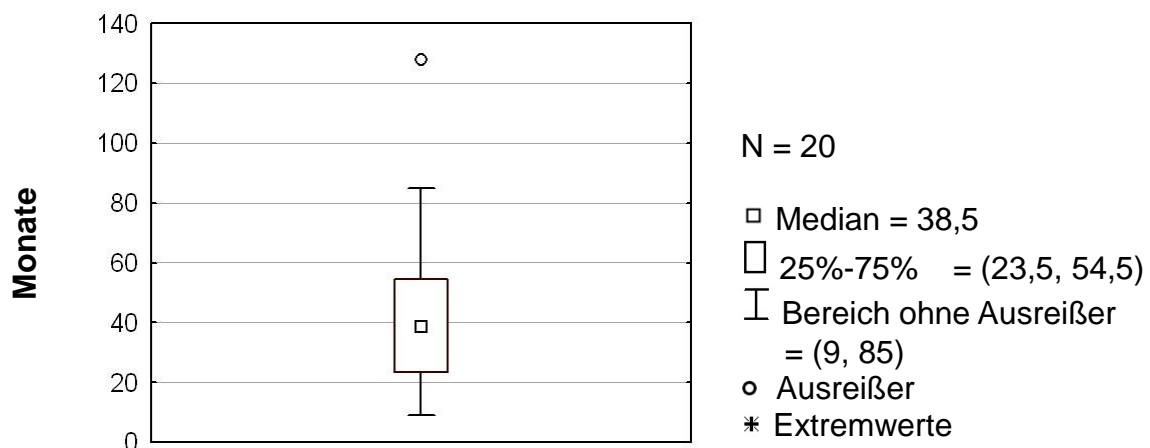 Monate
140
120
100
80
60
40
20
0
N = 20
Median = 38,5
25%-75% = (23,5, 54,5)
Bereich ohne Ausreißer
= (9, 85)
Ausreißer
Extremwerte